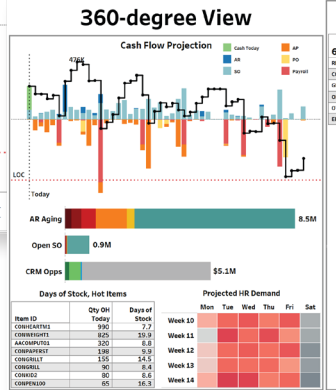 360-degree View
Cash Flow Projection
Cash Today
AR
SO
AP
PO
Payroll
476K
LOC
Today
AR Aging
8.5M
Open SO
0.9M
CRM Opps
$5.1M
Days of Stock, Hot Items
Item ID Qty OH Today Days of Stock
CONHEARTM1 990 7.7
CONWEIGHT1 825 19.9
AACOMPUT01 320 8.8
CONPAPERST 198 9.9
CONGRILLT 155 14.5
CONGRILL 90 8.4
CONKID2 80 8.6
CONPEN100 65 16.3
Projected HR Demand
Mon Tue Wed Thu Fri Sat
Week 10
Week 11
Week 12
Week 13
Week 14